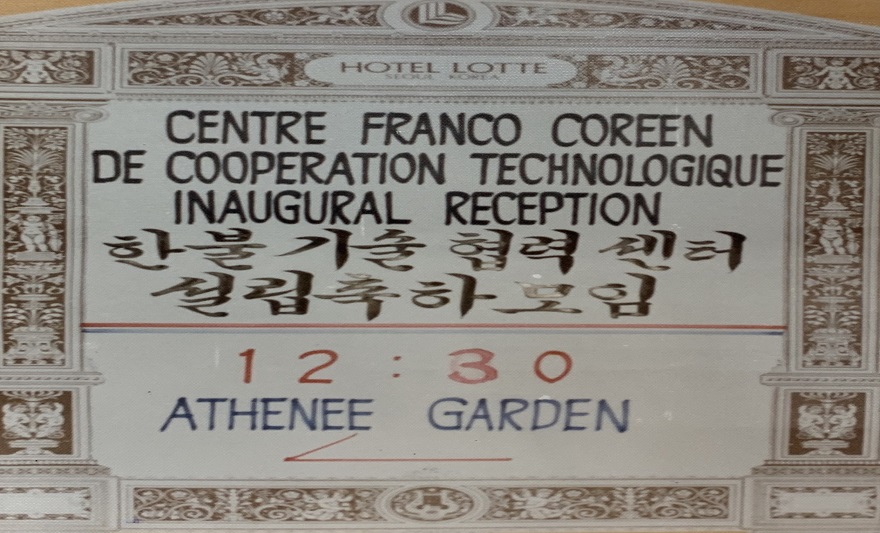 HOTEL LOTTE
SEOUL KOREA
CENTRE FRANCO COREEN
DE COOPERATION TECHNOLOGIQUE
INAUGURAL RECEPTION
한불기술 협력 센터
설립축하모임
12:30
ATHENEE GARDEN